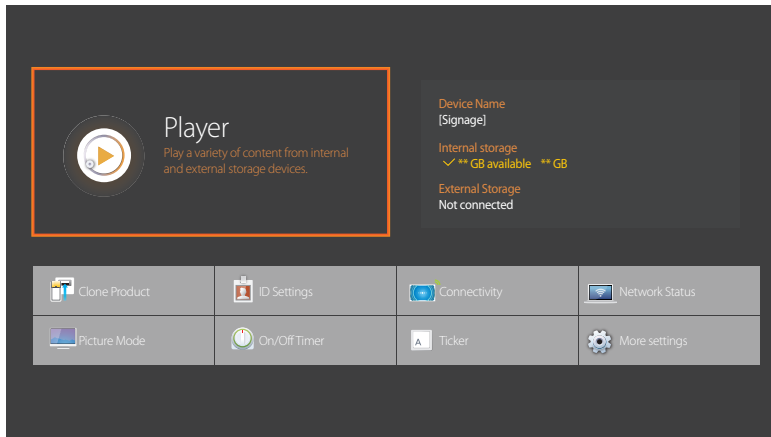 Player
Play a variety of content from internal
and external storage devices.
Device Name
[Signage]
Internal storage
** GB available ** GB
External Storage
Not connected
Clone Product
ID Settings
Connectivity
Network Status
Picture Mode
On/Off Timer
A
Ticker
More settings